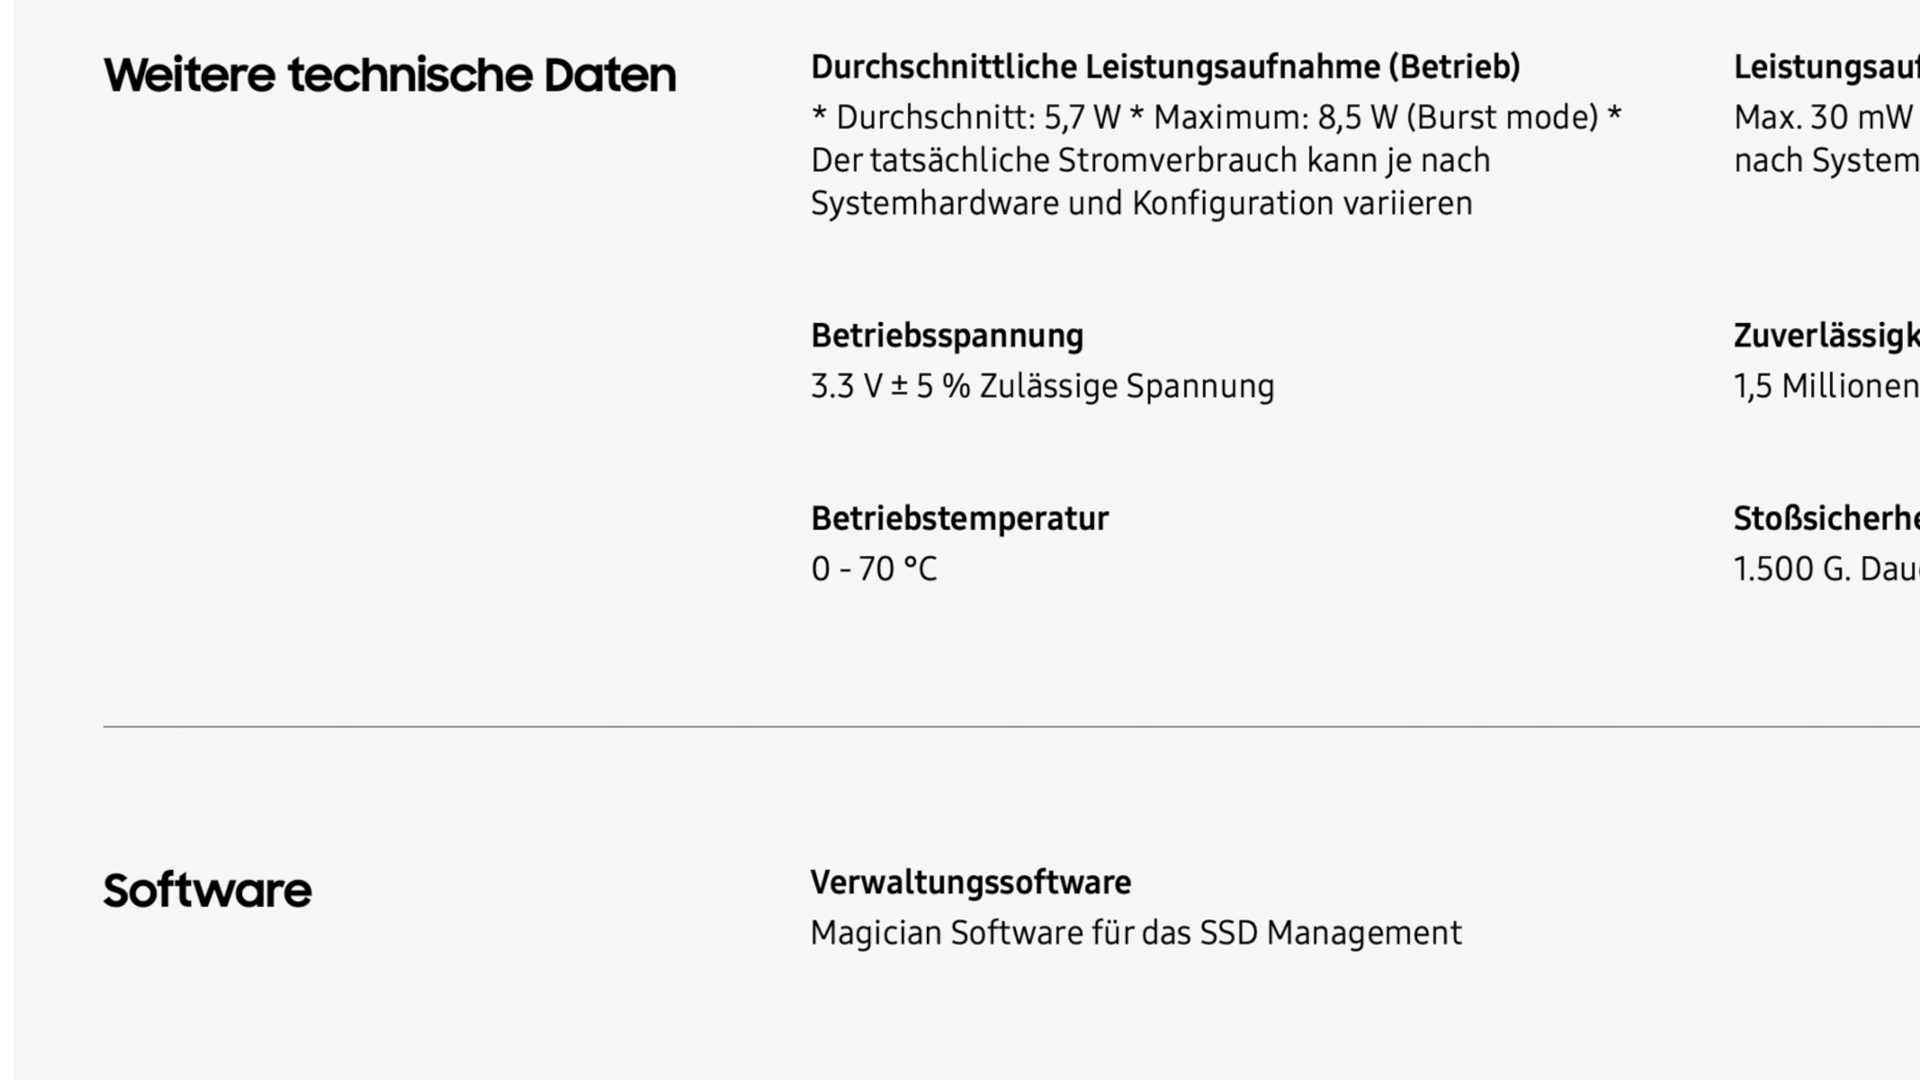 Weitere technische Daten
Durchschnittliche Leistungsaufnahme (Betrieb)
* Durchschnitt: 5,7 W * Maximum: 8,5 W (Burst mode) *
Der tatsächliche Stromverbrauch kann je nach
Systemhardware und Konfiguration variieren
Max. 30 mW
nach System
Betriebsspannung
3.3 V ± 5 % Zulässige Spannung
1,5 Millionen
Betriebstemperatur
0 - 70 °C
1.500 G.
Software
Verwaltungssoftware
Magician Software für das SSD Management